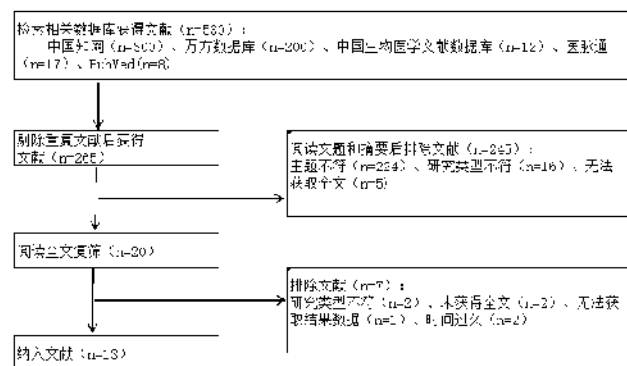 检索相关数据库获得文献（n=530）：
中国知网（n=300）、万方数据库（n=200）、中国生物医学文献数据库（n=12）、医脉通
（n=17）、PubMed(n=8)
剔除重复文献后获得
文献（n=265）
阅读文题和摘要后排除文献（n=245）：
主题不符（n=224）、研究类型不符（n=16）、无法
获取全文（n=5）
阅读全文复筛（n=20）
排除文献（n=7）：
研究类型不符（n=2）、未获得全文（n=2）、无法获
取结果数据（n=1）、时间过久（n=2）
纳入文献（n=13）